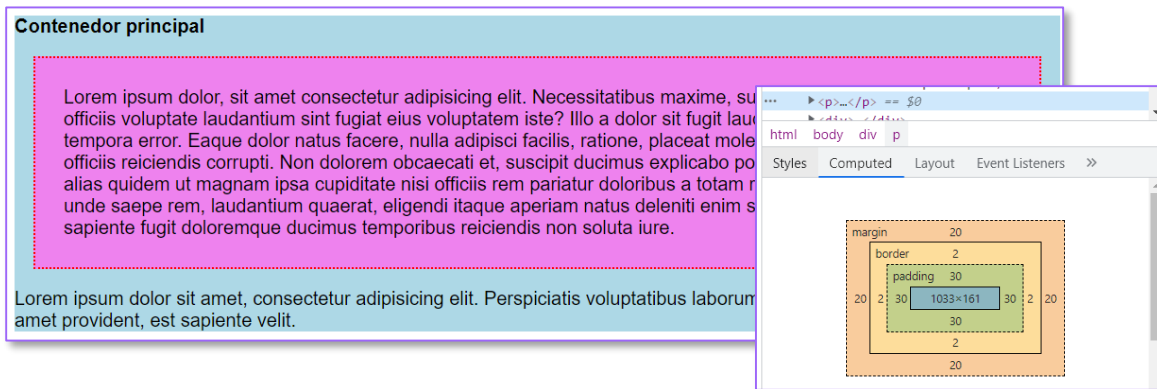 Contenedor principal
Lorem ipsum dolor, sit amet consectetur adipisicing elit. Necessitatibus maxime, su
officiis voluptate laudantium sint fugiat eius voluptatem iste? Illo a dolor sit fugit lau
tempora error. Eaque dolor natus facere, nulla adipisci facilis, ratione, placeat mole
officiis reiciendis corrupti. Non dolorem obcaecati et, suscipit ducimus explicabo po
alias quidem ut magnam ipsa cupiditate nisi officiis rem pariatur doloribus a totam r
unde saepe rem, laudantium quaerat, eligendi itaque aperiam natus deleniti enim s
sapiente fugit doloremque ducimus temporibus reiciendis non soluta iure.
Lorem ipsum dolor sit amet, consectetur adipisicing elit. Perspiciatis voluptatibus laborum
amet provident, est sapiente velit.
... <p>…</p> == $0
html body div p
Styles Computed Layout Event Listeners »
margin 20
border 2
padding 30
20 2 30 1033×161 30 2 20
30
2
20